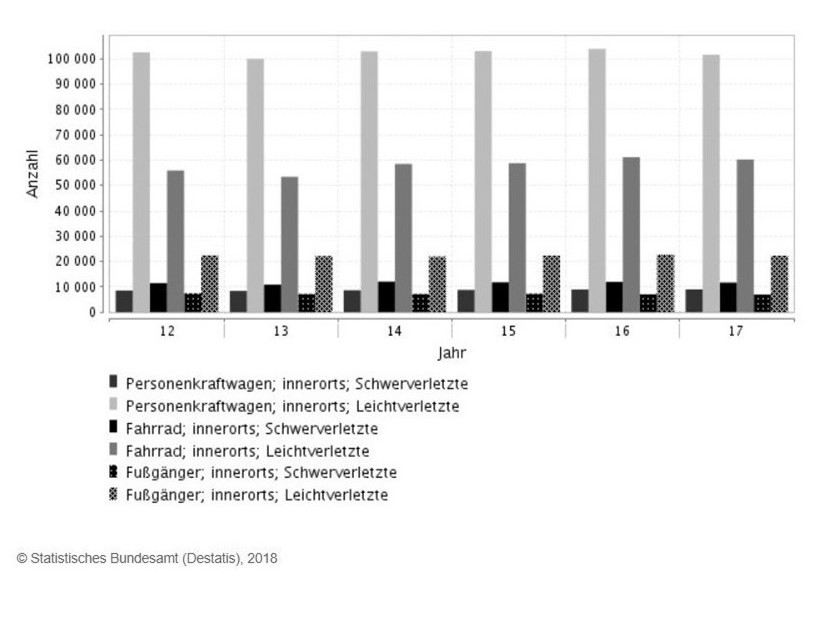 100 000
90 000
80 000
70 000
60 000
50 000
40 000
30 000
20 000
10 000
0
Anzahl
12 13 14 15 16 17
Jahr
Personenkraftwagen; innerorts; Schwerverletzte
Personenkraftwagen; innerorts; Leichtverletzte
Fahrrad; innerorts; Schwerverletzte
Fahrrad; innerorts; Leichtverletzte
Fußgänger; innerorts; Schwerverletzte
Fußgänger; innerorts; Leichtverletzte
© Statistisches Bundesamt (Destatis), 2018